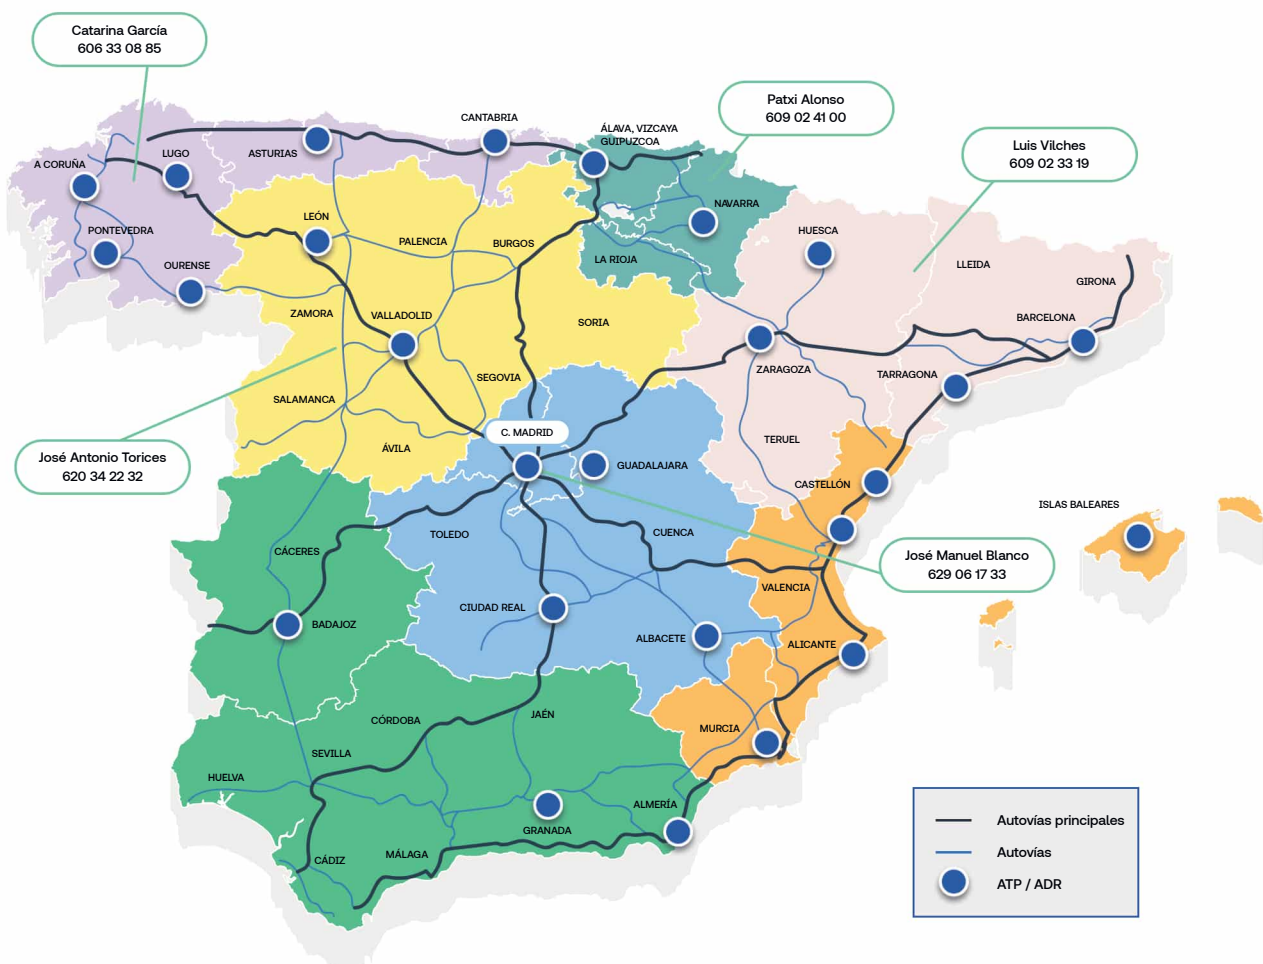 Catarina García
606 33 08 85
Patxi Alonso
609 02 41 00
CANTABRIA
ÁLAVA, VIZCAYA
GUIPUZCOA
Luis Vilches
609 02 33 19
LUGO
ASTURIAS
A CORUÑA
NAVARRA
LEÓN
PONTEVEDRA
PALENCIA
BURGOS
HUESCA
OURENSE
LA RIOJA
LLEIDA
GIRONA
ZAMORA
VALLADOLID
SORIA
BARCELONA
ZARAGOZA
TARRAGONA
SEGOVIA
SALAMANCA
C. MADRID
TERUEL
ÁVILA
José Antonio Torices
620 34 22 32
GUADALAJARA
CASTELLÓN
ISLAS BALEARES
TOLEDO
CUENCA
CÁCERES
José Manuel Blanco
629 06 17 33
VALENCIA
CIUDAD REAL
BADAJOZ
ALBACETE
ALICANTE
JAÉN
CÓRDOBA
MURCIA
SEVILLA
HUELVA
ALMERÍA
GRANADA
MÁLAGA
CÁDIZ
Autovías principales
Autovías
ATP / ADR